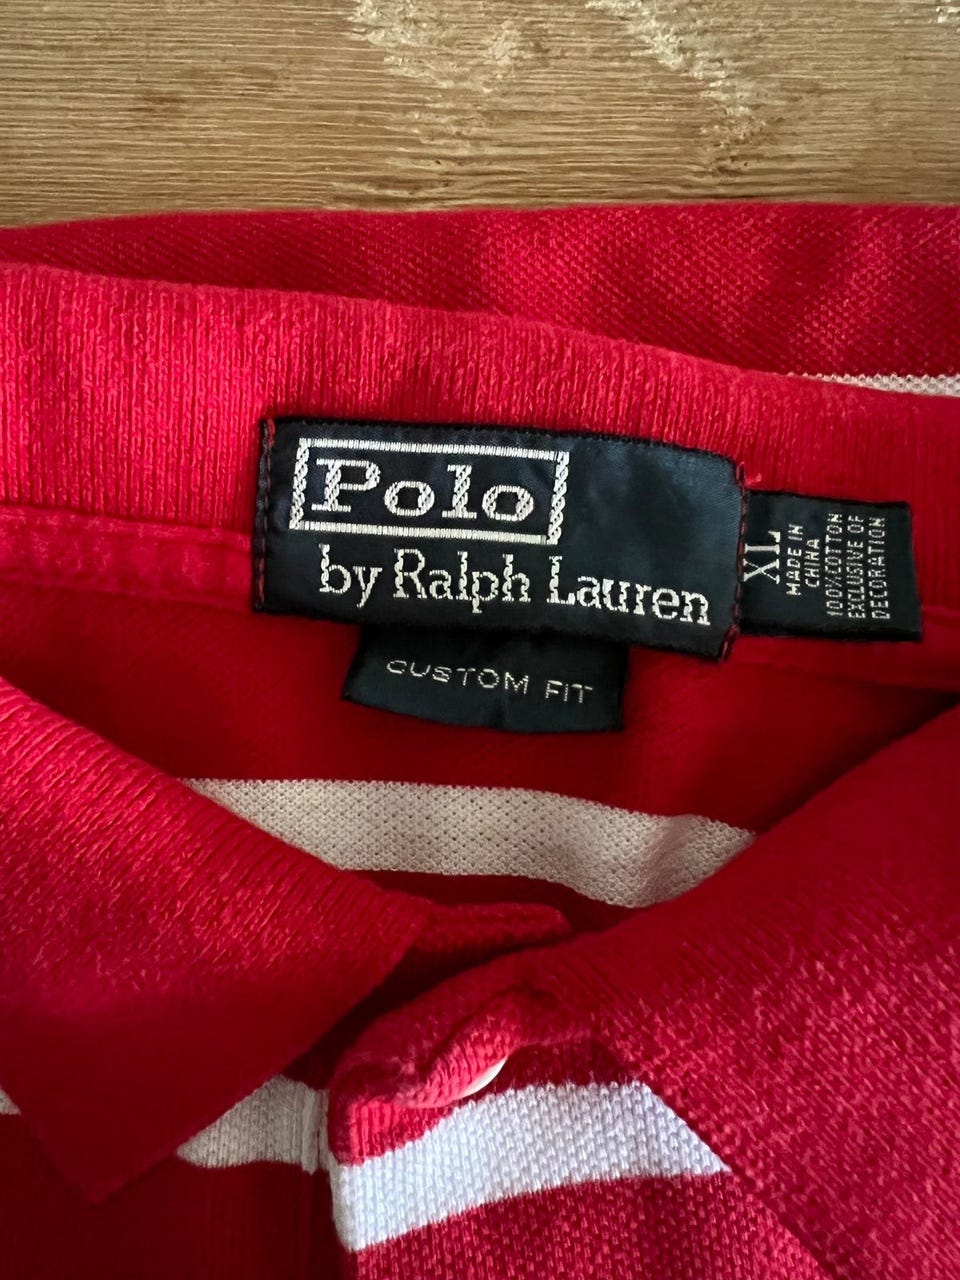 Polo
by Ralph Lauren
CUSTOM FIT
XL
MADE IN
CHINA
100%COTTON
EXCLUSIVE OF
DECORATION